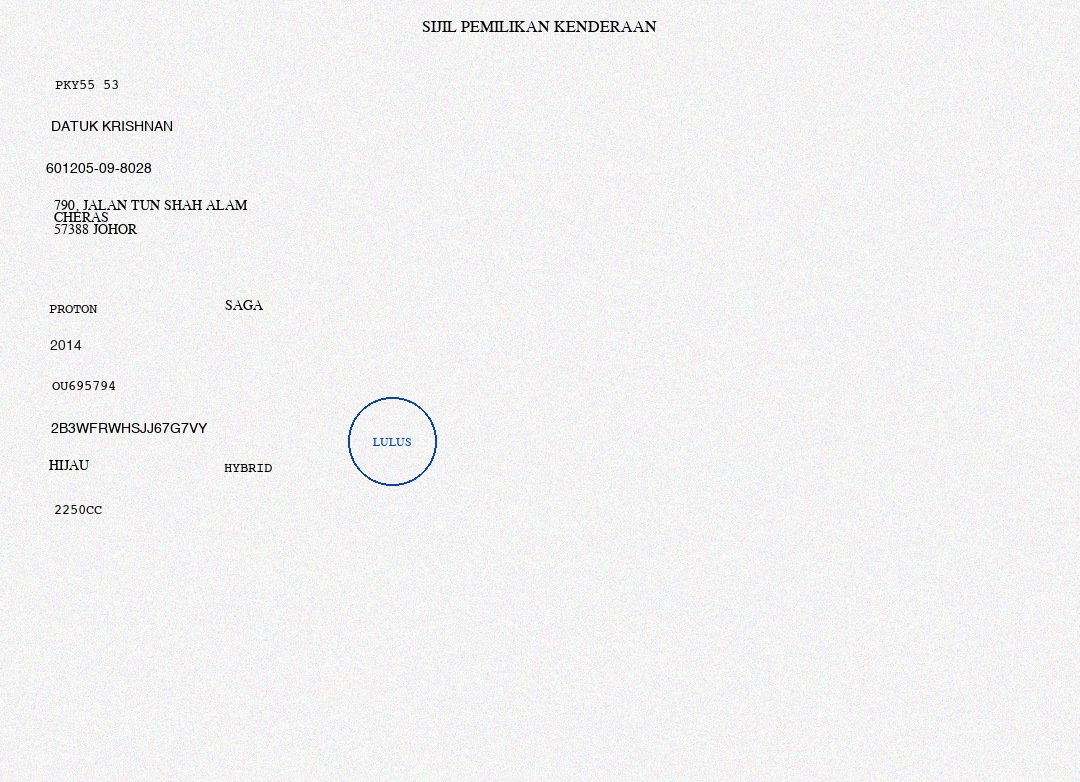 SIJIL PEMILIKAN KENDERAAN
PKY55 53
DATUK KRISHNAN
601205-09-8028
790, JALAN TUN SHAH ALAM
CHERAS
57388 JOHOR
PROTON SAGA
2014
OU695794
2B3WFRWHSJJ67G7VY
HIJAU HYBRID
LULUS
2250CC